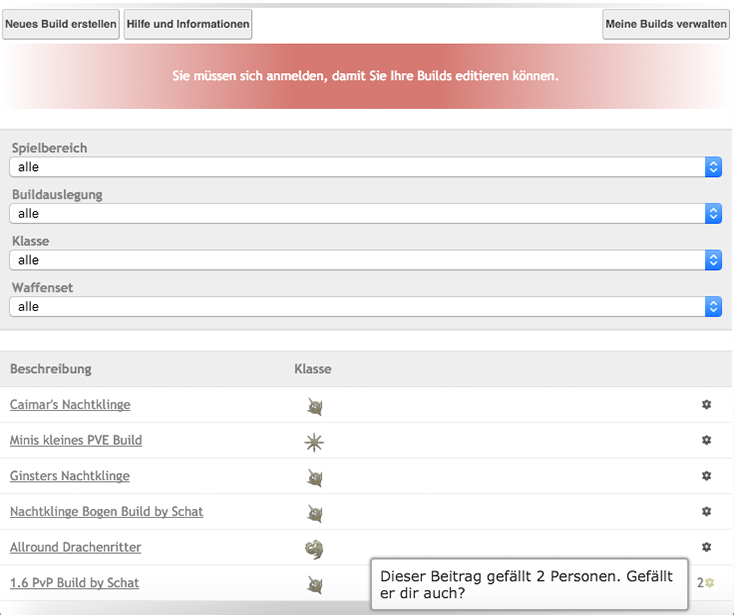 Neues Build erstellen Hilfe und Informationen Meine Builds verwalten
Sie müssen sich anmelden, damit Sie Ihre Builds editieren können.
Spielbereich
alle
Buildauslegung
alle
Klasse
alle
Waffenset
alle
Beschreibung Klasse
Caimar's Nachtklinge
Minis kleines PVE Build
Ginsters Nachtklinge
Nachtklinge Bogen Build by Schat
Allround Drachenritter
1.6 PvP Build by Schat 2
Dieser Beitrag gefällt 2 Personen. Gefällt
er dir auch?